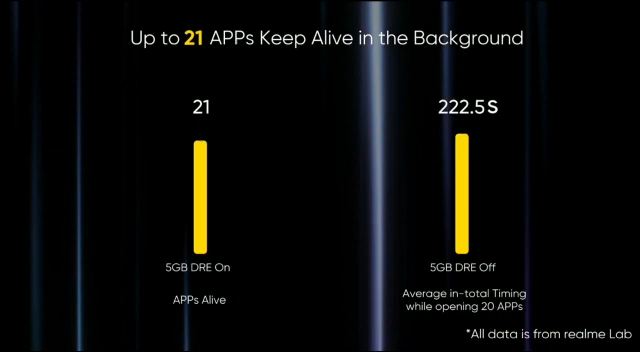 Up to 21 APPs Keep Alive in the Background
21
222.5S
5GB DRE On
5GB DRE Off
APPs Alive
Average in-total Timing
while opening 20 APPs
*All data is from realme Lab